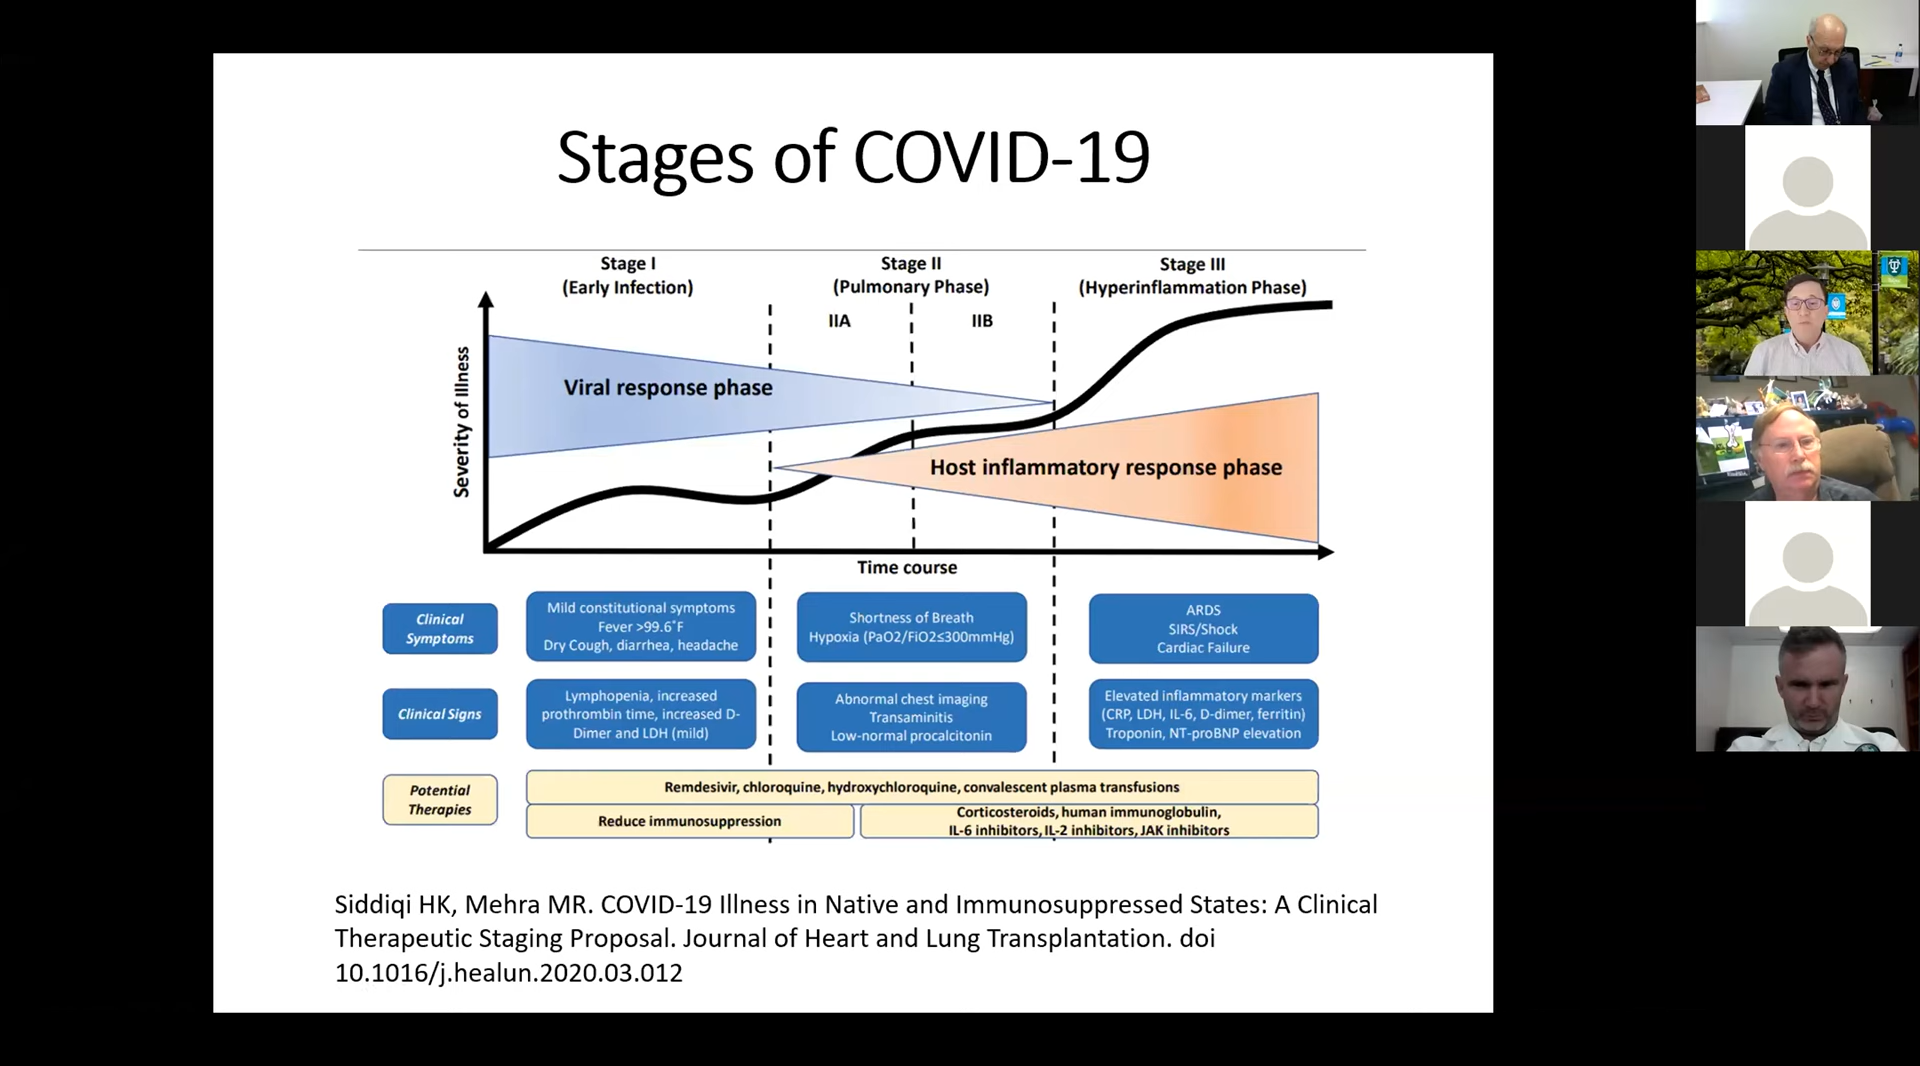 Stages of COVID-19
Stage I
(Early Infection)
Stage II
(Pulmonary Phase)
Stage III
(Hyperinflammation Phase)
IIA
IIB
Severity of Illness
Viral response phase
Host inflammatory response phase
Time course
Clinical
Symptoms
Mild constitutional symptoms
Fever >99.6°F
Dry Cough, diarrhea, headache
Shortness of Breath
Hypoxia (PaO2/FiO2≤300mmHg)
ARDS
SIRS/Shock
Cardiac Failure
Clinical Signs
Lymphopenia, increased
prothrombin time, increased D-
Dimer and LDH (mild)
Abnormal chest imaging
Transaminitis
Low-normal procalcitonin
Elevated inflammatory markers
(CRP, LDH, IL-6, D-dimer, ferritin)
Troponin, NT-proBNP elevation
Potential
Therapies
Remdesivir, chloroquine, hydroxychloroquine, convalescent plasma transfusions
Reduce immunosuppression
Corticosteroids, human immunoglobulin,
IL-6 inhibitors, IL-2 inhibitors, JAK inhibitors
Siddiqi HK, Mehra MR. COVID-19 Illness in Native and Immunosuppressed States: A Clinical
Therapeutic Staging Proposal. Journal of Heart and Lung Transplantation. doi
10.1016/j.healun.2020.03.012